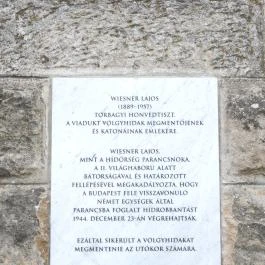 WIESNER LAJOS
(1889-1957)
TORBÁGYI HONVÉDTISZT,
A VIADUKT VÖLGYHIDAK MEGMENTŐJÉNEK
ÉS KATONÁINAK EMLÉKÉRE.
WIESNER LAJOS,
MINT A HÍDŐRSÉG PARANCSNOKA,
A II. VILÁGHÁBORÚ ALATT
BÁTORSÁGÁVAL ÉS HATÁROZOTT
FELLÉPÉSÉVEL MEGAKADÁLYOZTA, HOGY
A BUDAPEST FELÉ VISSZAVONULÓ
NÉMET EGYSÉGEK ÁLTAL
PARANCSBA FOGLALT HÍDROBBANTÁST
1944. DECEMBER 23-ÁN VÉGREHAJTSÁK.
EZÁLTAL SIKERÜLT A VÖLGYHIDAKAT
MEGMENTENIE AZ UTÓKOR SZÁMÁRA.